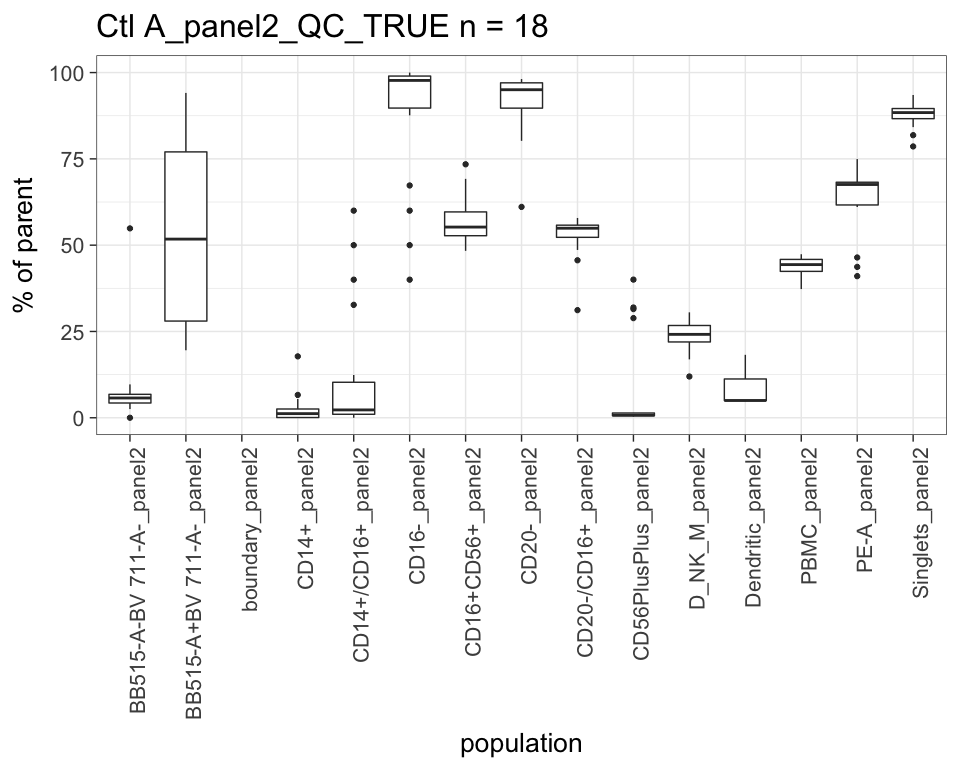 Ctl A_panel2_QC_TRUE n = 18
% of parent
100
75
50
25
0
BB515-A-BV 711-A-_panel2
BB515-A+BV 711-A-_panel2
boundary_panel2
CD14+_panel2
CD14+/CD16+_panel2
CD16-_panel2
CD16+CD56+_panel2
CD20-_panel2
CD20-/CD16+_panel2
CD56PlusPlus_panel2
D_NK_M_panel2
Dendritic_panel2
PBMC_panel2
PE-A_panel2
Singlets_panel2
population